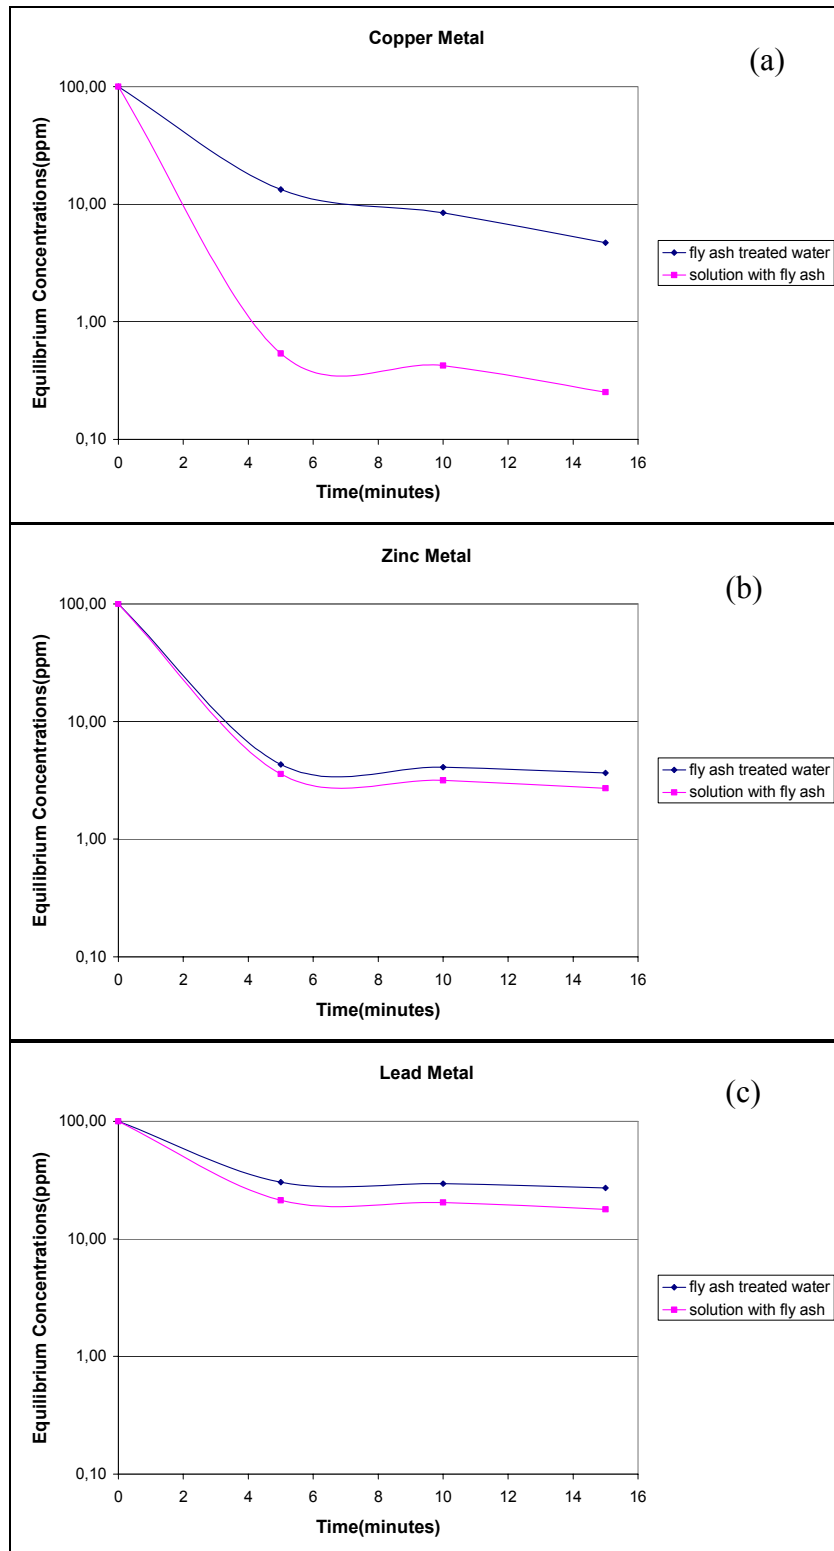 Copper Metal
(a)
Equilibrium Concentrations(ppm)
100,00
10,00
1,00
0,10
0 2 4 6 8 10 12 14 16
Time(minutes)
fly ash treated water
solution with fly ash
Zinc Metal
(b)
Equilibrium Concentrations(ppm)
100,00
10,00
1,00
0,10
0 2 4 6 8 10 12 14 16
Time(minutes)
fly ash treated water
solution with fly ash
Lead Metal
(c)
Equilibrium Concentrations(ppm)
100,00
10,00
1,00
0,10
0 2 4 6 8 10 12 14 16
Time(minutes)
fly ash treated water
solution with fly ash